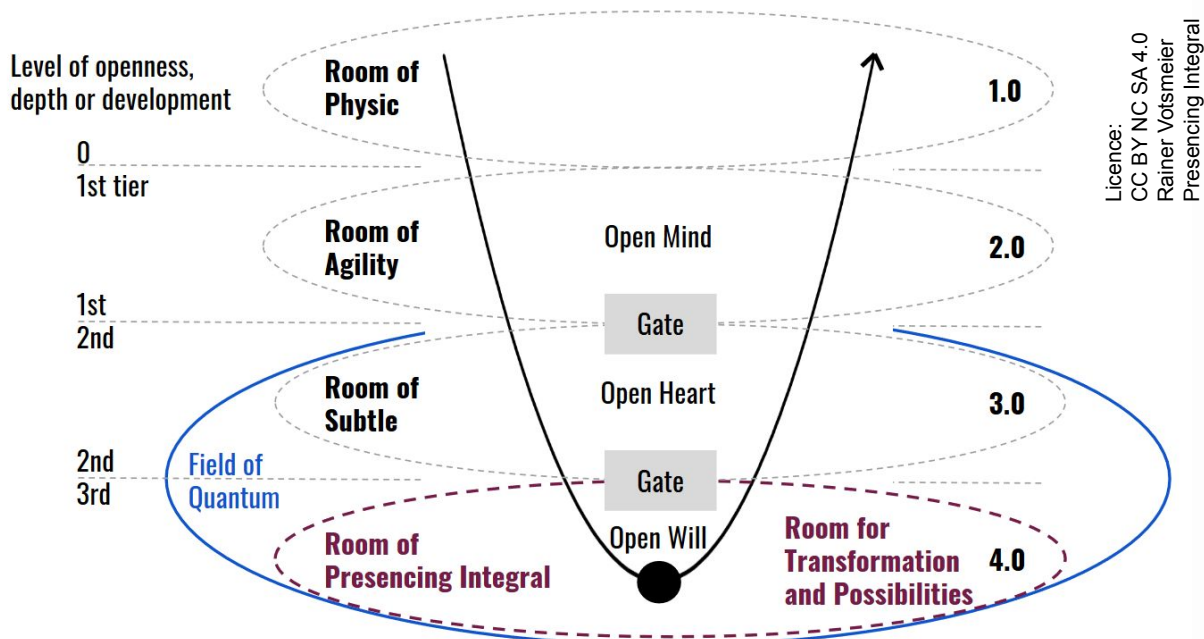 Level of openness,
depth or development
Room of
Physic
1.0
Licence:
CC BY NC SA 4.0
Rainer Votsmeier
Presencing Integral
0
1st tier
Room of
Agility
Open Mind
2.0
1st
2nd
Gate
Room of
Subtle
Open Heart
3.0
2nd
3rd
Field of
Quantum
Gate
Open Will
Room of
Presencing Integral
Room for
Transformation
and Possibilities
4.0